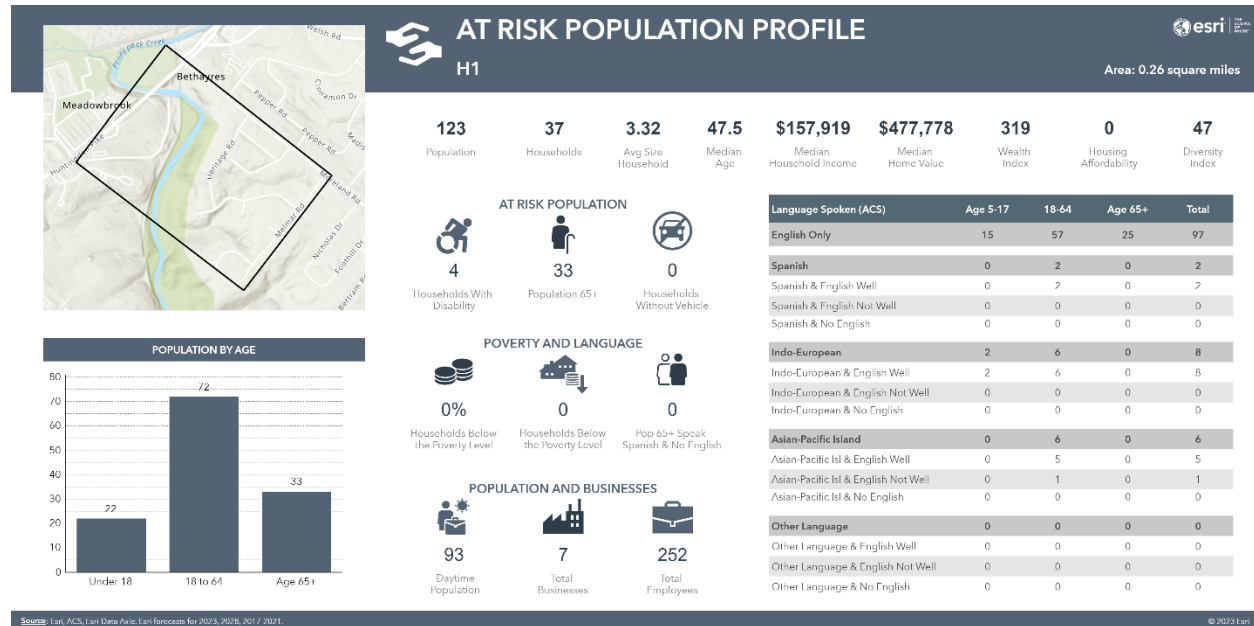 AT RISK POPULATION PROFILE
H1
esri
THE SCIENCE OF WHERE
Area: 0.26 square miles
Welsh Rd
Pennypack Creek
Bethayres
Cinnamon Dr
Meadowbrook
Pepper Rd
Pepper Rd
Huntingdon Pike
Heritage Rd
Moreland Rd
Melmar Rd
Nicholas Dr
Foothill Dr
Bertram Rd
123 37 3.32 47.5 $157,919 $477,778 319 0 47
Population Households Avg Size Household Median Age Median Household Income Median Home Value Wealth Index Housing Affordability Diversity Index
AT RISK POPULATION
4 33 0
Households With Disability Population 65+ Households Without Vehicle
POVERTY AND LANGUAGE
0% 0 0
Households Below the Poverty Level Households Below the Poverty Level Pop 65+ Speak Spanish & No English
POPULATION AND BUSINESSES
93 7 252
Daytime Population Total Businesses Total Employees
POPULATION BY AGE
80
70
60
50
40
30
20
10
0
22 72 33
Under 18 18 to 64 Age 65+
Language Spoken (ACS) Age 5-17 18-64 Age 65+ Total
English Only 15 57 25 97
Spanish 0 2 0 2
Spanish & English Well 0 2 0 2
Spanish & English Not Well 0 0 0 0
Spanish & No English 0 0 0 0
Indo-European 2 6 0 8
Indo-European & English Well 2 6 0 8
Indo-European & English Not Well 0 0 0 0
Indo-European & No English 0 0 0 0
Asian-Pacific Island 0 6 0 6
Asian-Pacific Isl & English Well 0 5 0 5
Asian-Pacific Isl & English Not Well 0 1 0 1
Asian-Pacific Isl & No English 0 0 0 0
Other Language 0 0 0 0
Other Language & English Well 0 0 0 0
Other Language & English Not Well 0 0 0 0
Other Language & No English 0 0 0 0
Source: Esri, ACS, Esri-Data Axle. Esri forecasts for 2023, 2028, 2017-2021.
© 2023 Esri